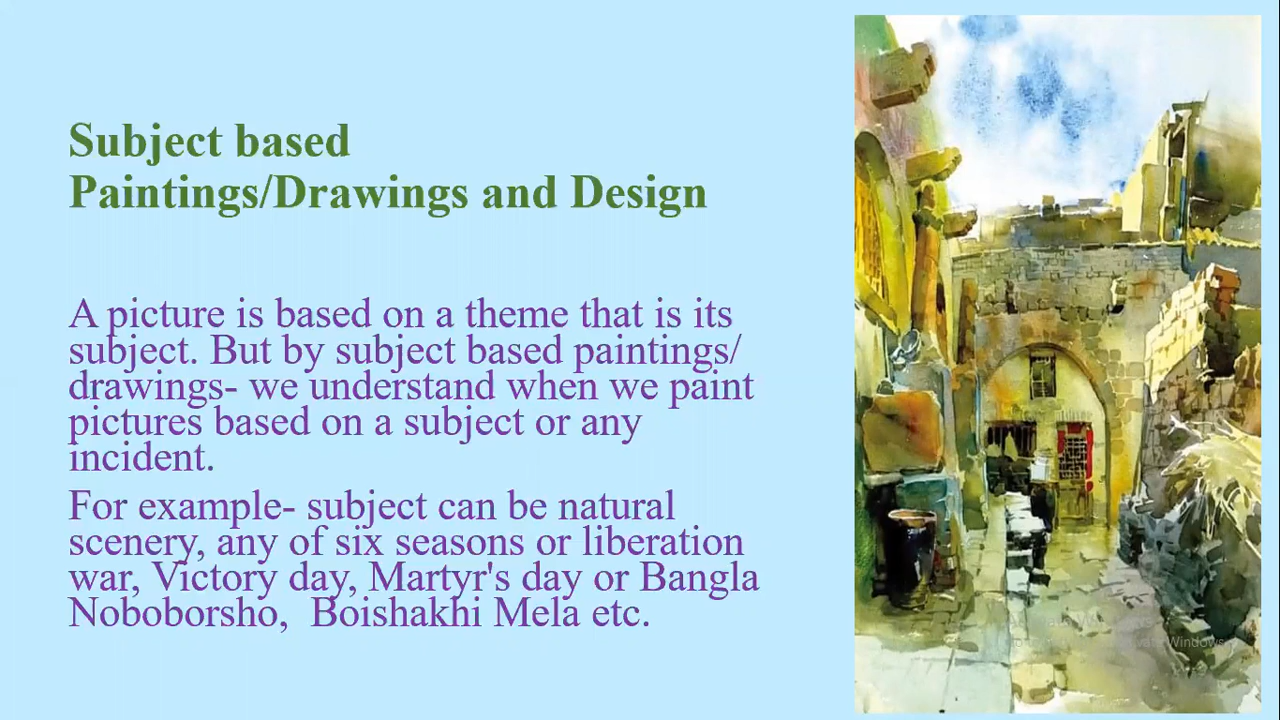 Subject based
Paintings/Drawings and Design
A picture is based on a theme that is its
subject. But by subject based paintings/
drawings- we understand when we paint
pictures based on a subject or any
incident.
For example- subject can be natural
scenery, any of six seasons or liberation
war, Victory day, Martyr's day or Bangla
Noboborsho, Boishakhi Mela etc.